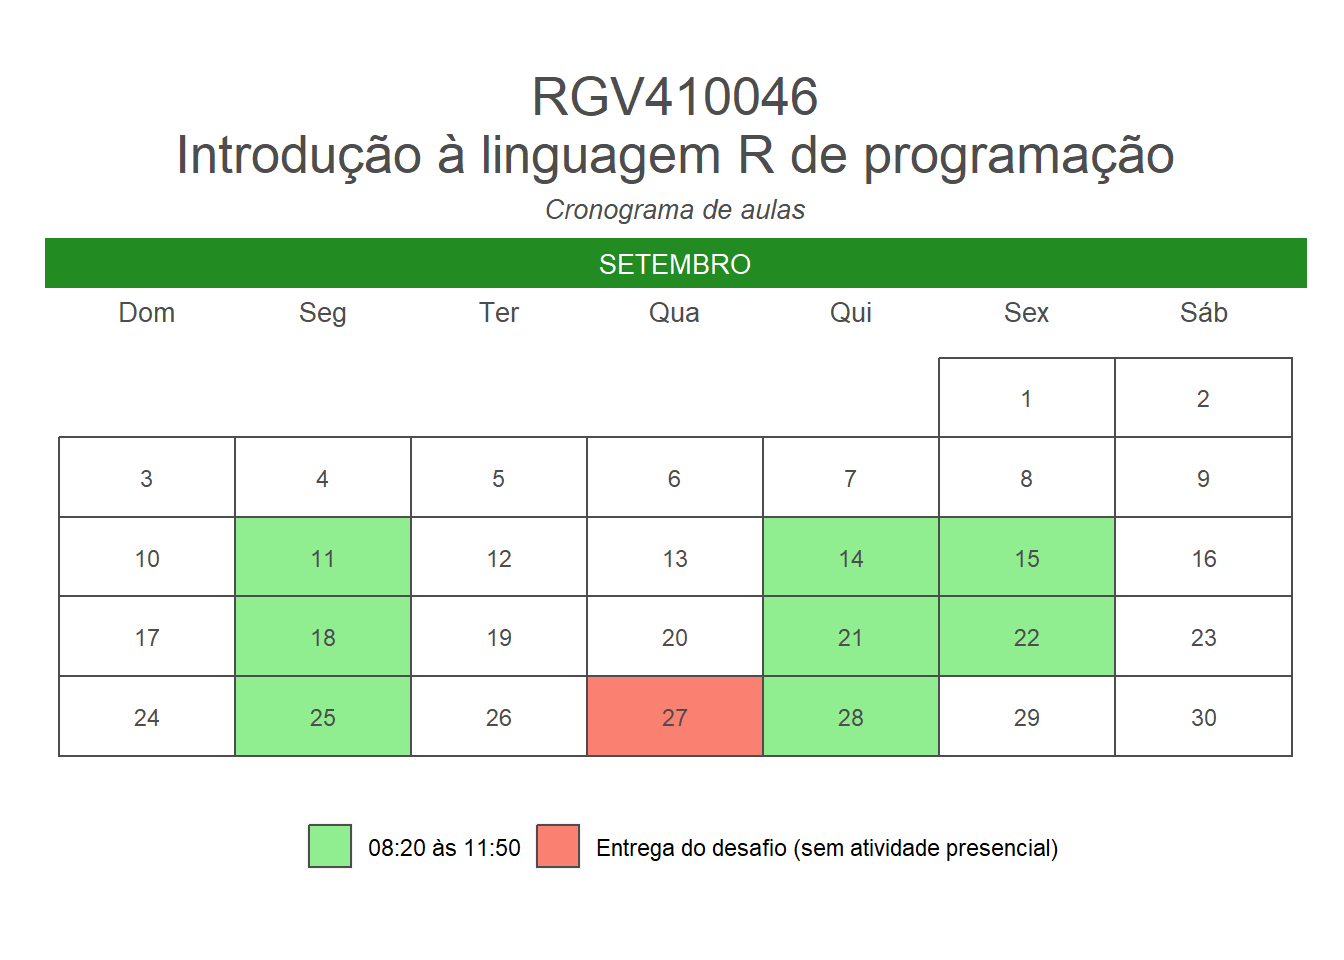 RGV410046
Introdução à linguagem R de programação
Cronograma de aulas
SETEMBRO
Dom Seg Ter Qua Qui Sex Sáb
1 2
3 4 5 6 7 8 9
10 11 12 13 14 15 16
17 18 19 20 21 22 23
24 25 26 27 28 29 30
08:20 às 11:50 Entrega do desafio (sem atividade presencial)